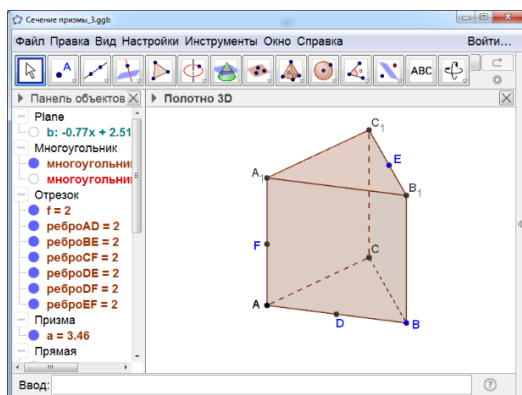 Сечение призмы_3.ggb
Файл Правка Вид Настройки Инструменты Окно Справка Войти...
A ABC
Панель объектов Полотно 3D
Plane
b: -0.77x + 2.51
Многоугольник
многоугольни
многоугольни
Отрезок
f = 2
реброAD = 2
реброBE = 2
реброCF = 2
реброDE = 2
реброDF = 2
реброEF = 2
Призма
a = 3.46
Прямая
C1
E
A1
B1
F
C
A
D
B
Ввод: